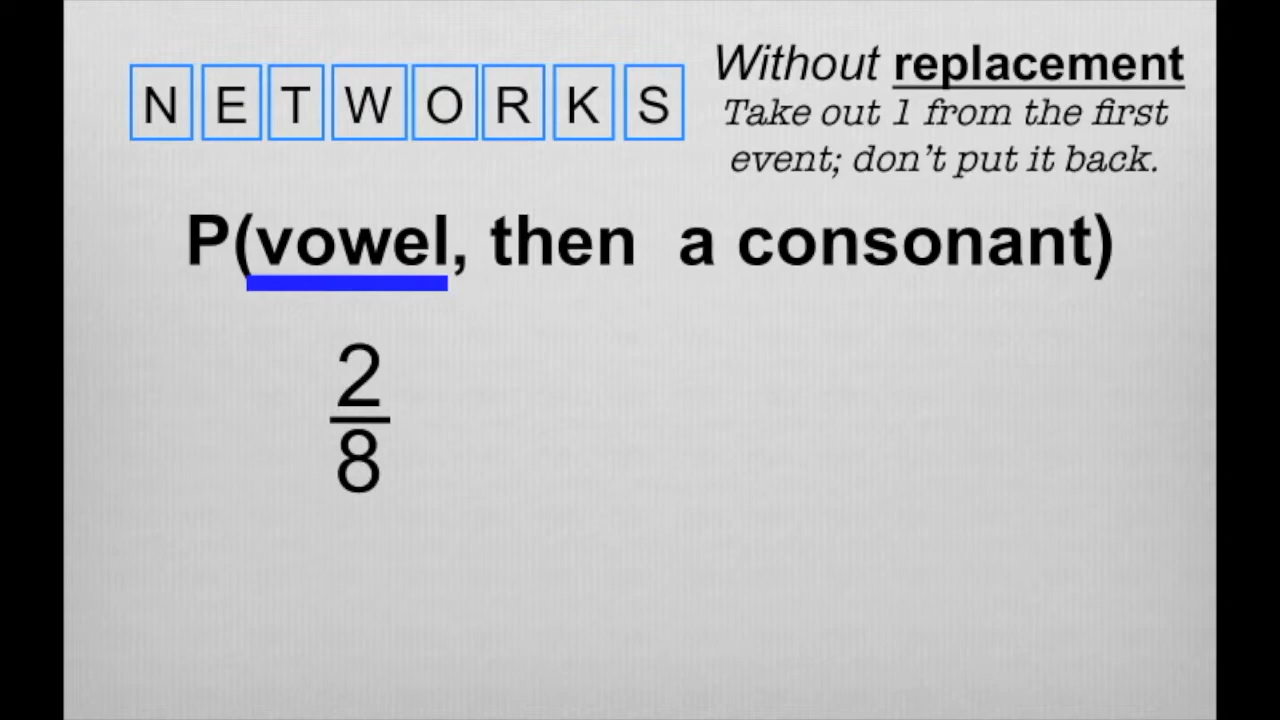 N E T W O R K S
Without replacement
Take out 1 from the first
event; don't put it back.
P(vowel, then a consonant)
2
8